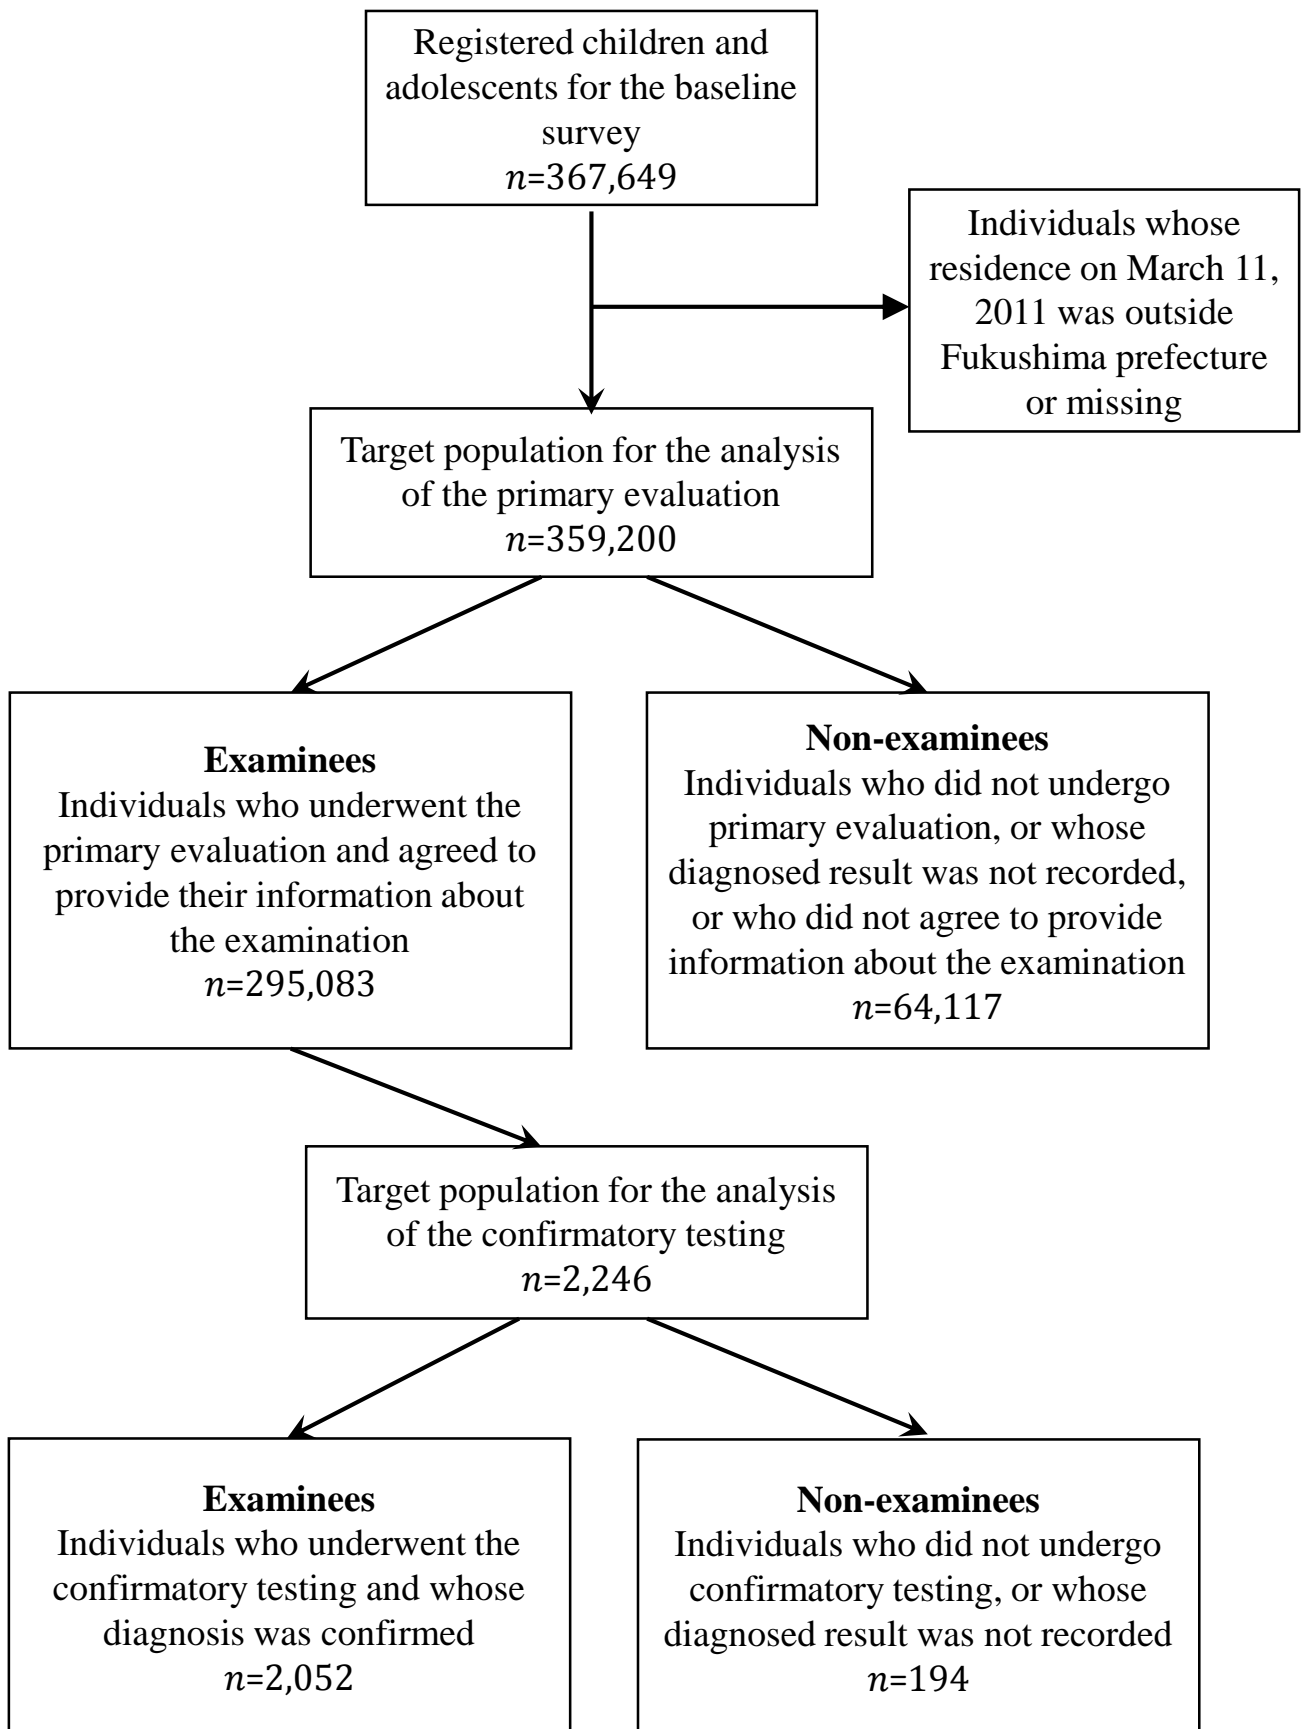 Registered children and
adolescents for the baseline
survey
n=367,649
Individuals whose
residence on March 11,
2011 was outside
Fukushima prefecture
or missing
Target population for the analysis
of the primary evaluation
n=359,200
Examinees
Individuals who underwent the
primary evaluation and agreed to
provide their information about
the examination
n=295,083
Non-examinees
Individuals who did not undergo
primary evaluation, or whose
diagnosed result was not recorded,
or who did not agree to provide
information about the examination
n=64,117
Target population for the analysis
of the confirmatory testing
n=2,246
Examinees
Individuals who underwent the
confirmatory testing and whose
diagnosis was confirmed
n=2,052
Non-examinees
Individuals who did not undergo
confirmatory testing, or whose
diagnosed result was not recorded
n=194